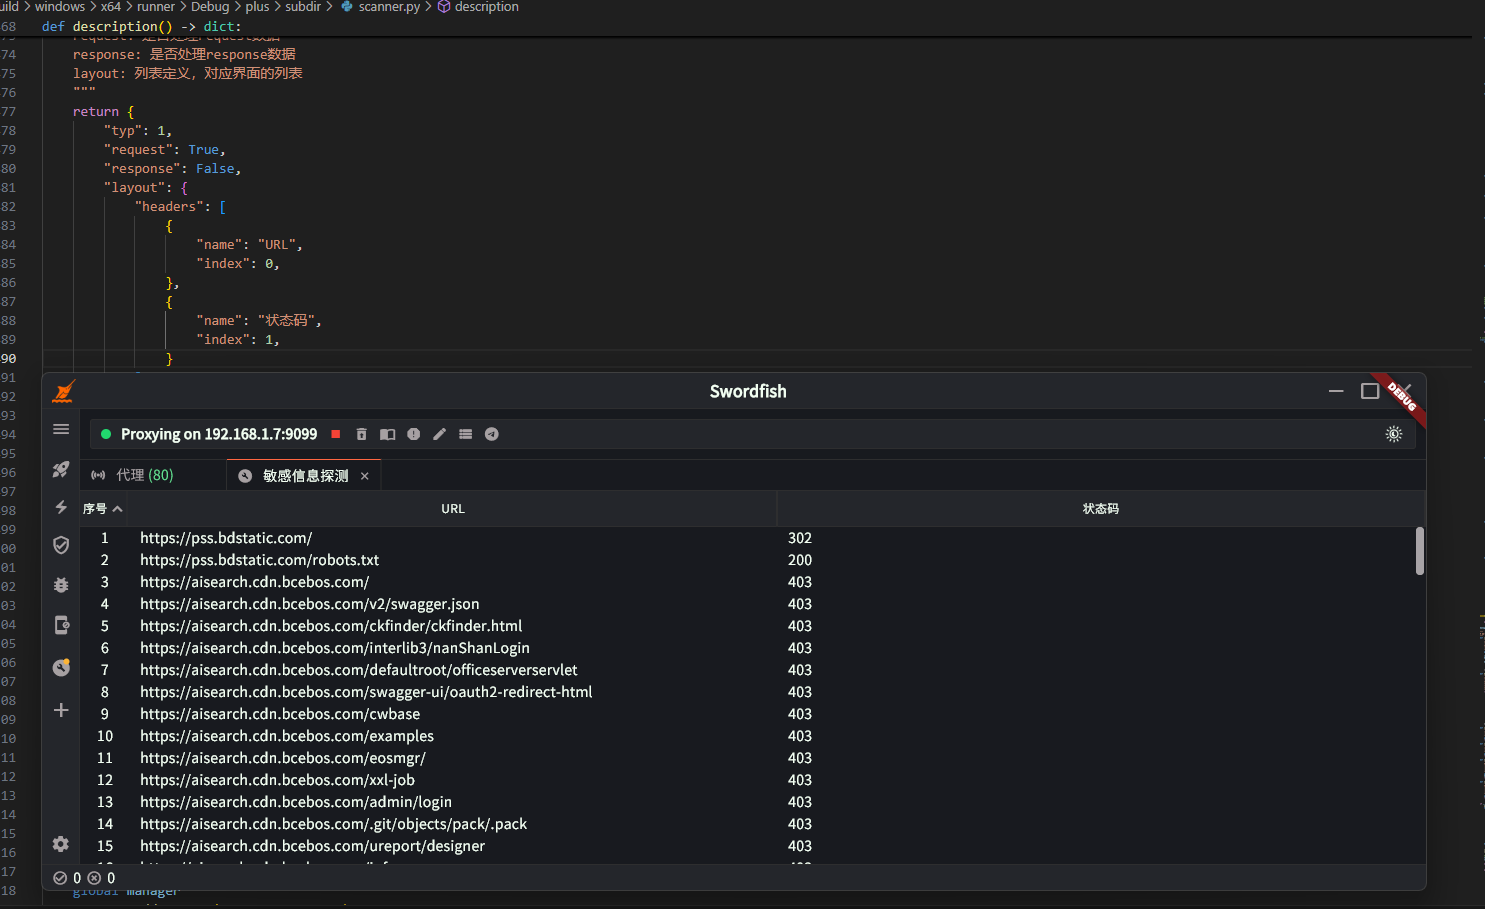 uild > windows > x64 > runner > Debug > plus > subdir > scanner.py > description
68 def description() -> dict:
74 response: 是否处理response数据
75 layout: 列表定义，对应界面的列表
76 """
77 return {
78 "typ": 1,
79 "request": True,
80 "response": False,
81 "layout": {
82 "headers": [
83 {
84 "name": "URL",
85 "index": 0,
86 },
87 {
88 "name": "状态码",
89 "index": 1,
90 }
91
92
93
94
95
96
97
98
99
00
01
02
03
04
05
06
07
08
09
10
11
12
13
14
15
16
17
18 global manager
Swordfish
DEBUG
Proxying on 192.168.1.7:9099
代理 (80)
敏感信息探测 ×
序号 URL 状态码
1 https://pss.bdstatic.com/ 302
2 https://pss.bdstatic.com/robots.txt 200
3 https://aisearch.cdn.bcebos.com/ 403
4 https://aisearch.cdn.bcebos.com/v2/swagger.json 403
5 https://aisearch.cdn.bcebos.com/ckfinder/ckfinder.html 403
6 https://aisearch.cdn.bcebos.com/interlib3/nanShanLogin 403
7 https://aisearch.cdn.bcebos.com/defaultroot/officeserverservlet 403
8 https://aisearch.cdn.bcebos.com/swagger-ui/oauth2-redirect-html 403
9 https://aisearch.cdn.bcebos.com/cwbase 403
10 https://aisearch.cdn.bcebos.com/examples 403
11 https://aisearch.cdn.bcebos.com/eosmgr/ 403
12 https://aisearch.cdn.bcebos.com/xxl-job 403
13 https://aisearch.cdn.bcebos.com/admin/login 403
14 https://aisearch.cdn.bcebos.com/.git/objects/pack/.pack 403
15 https://aisearch.cdn.bcebos.com/ureport/designer 403
0 0